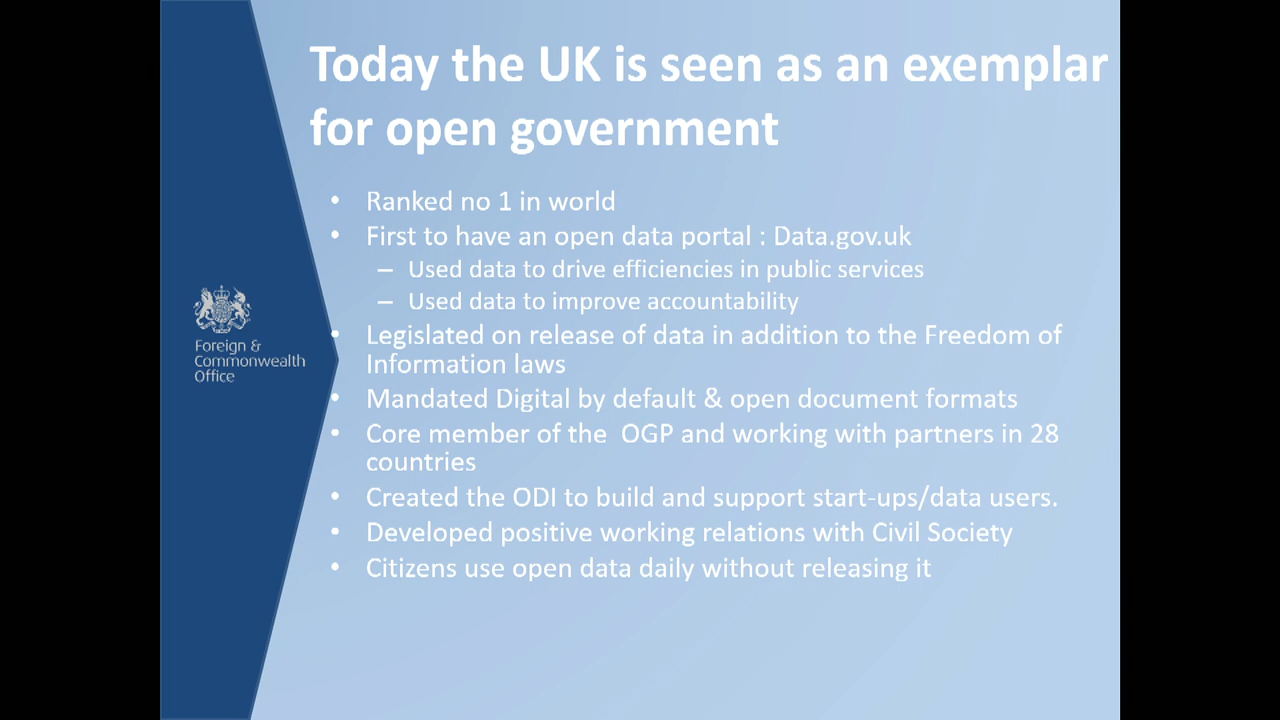 Today the UK is seen as an exemplar
for open government
• Ranked no 1 in world
• First to have an open data portal : Data.gov.uk
– Used data to drive efficiencies in public services
– Used data to improve accountability
• Legislated on release of data in addition to the Freedom of
Information laws
• Mandated Digital by default & open document formats
• Core member of the  OGP and working with partners in 28
countries
• Created the ODI to build and support start-ups/data users.
• Developed positive working relations with Civil Society
• Citizens use open data daily without releasing it
Foreign &
Commonwealth
Office